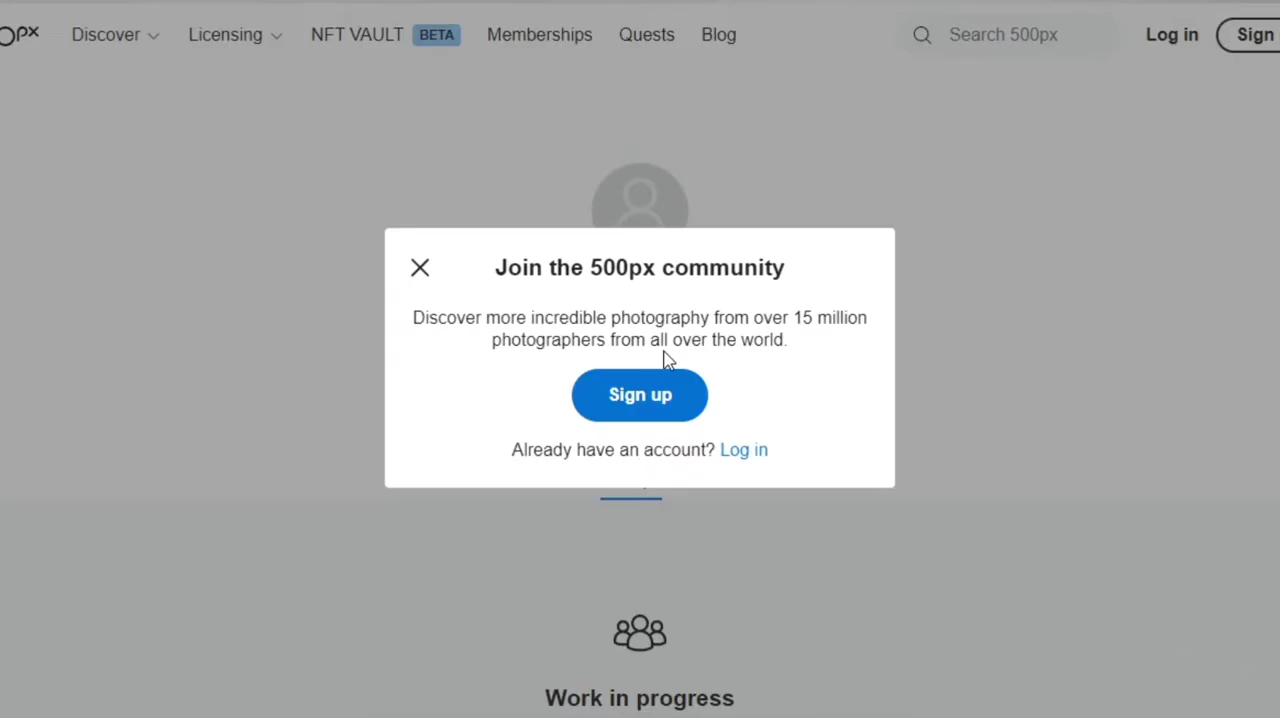 Discover
Licensing
NFT VAULT BETA
Memberships
Quests
Blog
Search 500px
Log in
Sign
Join the 500px community
Discover more incredible photography from over 15 million
photographers from all over the world.
Sign up
Already have an account? Log in
Work in progress